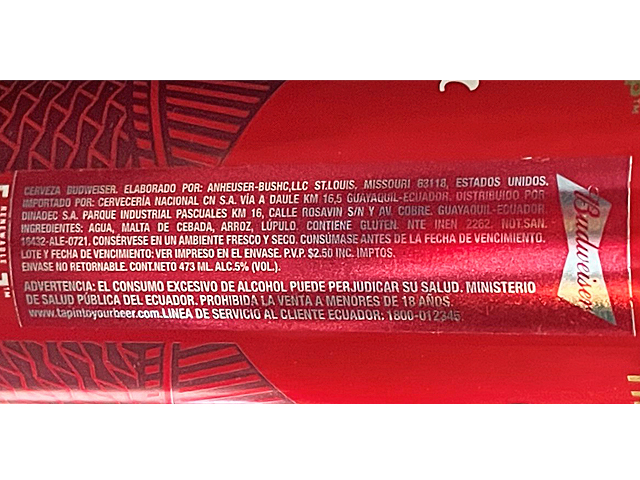 CERVEZA BUDWEISER. ELABORADO POR: ANHEUSER-BUSHC,LLC ST.LOUIS, MISSOURI 63118, ESTADOS UNIDOS.
IMPORTADO POR: CERVECERÍA NACIONAL CN S.A. VÍA A DAULE KM 16,5 GUAYAQUIL-ECUADOR. DISTRIBUIDO POR:
DINADEC S.A. PARQUE INDUSTRIAL PASCUALES KM 16, CALLE ROSAVIN S/N Y AV. COBRE. GUAYAQUIL-ECUADOR.
INGREDIENTES: AGUA, MALTA DE CEBADA, ARROZ, LÚPULO. CONTIENE GLUTEN. NTE INEN 2262. NOT.SAN.
16432-ALE-0721. CONSÉRVESE EN UN AMBIENTE FRESCO Y SECO. CONSÚMASE ANTES DE LA FECHA DE VENCIMIENTO.
LOTE Y FECHA DE VENCIMIENTO: VER IMPRESO EN EL ENVASE. P.V.P. $2.50 INC. IMPTOS.
ENVASE NO RETORNABLE. CONT.NETO 473 ML ALC.5% (VOL.).
ADVERTENCIA: EL CONSUMO EXCESIVO DE ALCOHOL PUEDE PERJUDICAR SU SALUD. MINISTERIO
DE SALUD PÚBLICA DEL ECUADOR. PROHIBIDA LA VENTA A MENORES DE 18 AÑOS.
www.tapintoyourbeer.com.LINEA DE SERVICIO AL CLIENTE ECUADOR: 1800-012345.
Budweiser